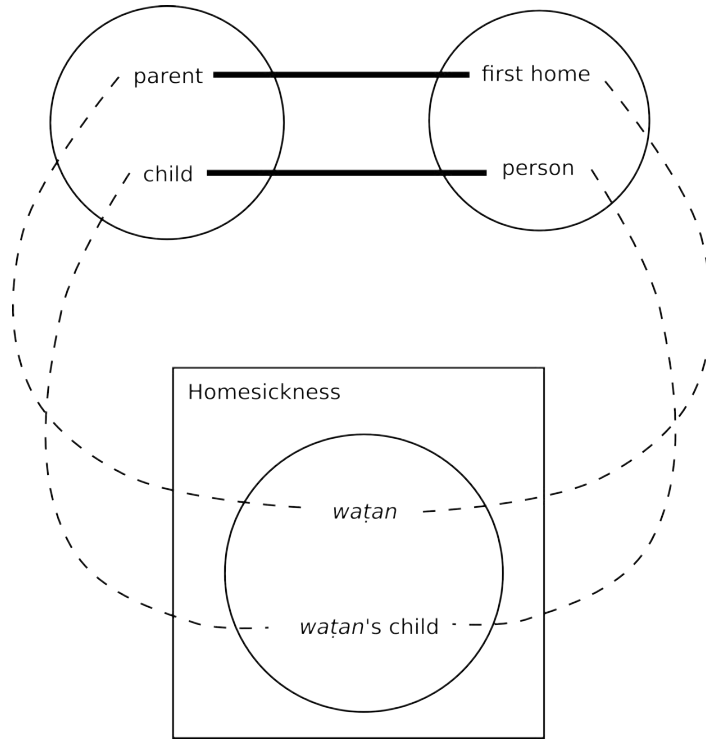 parent first home
child person
Homesickness
waṭan
waṭan's child